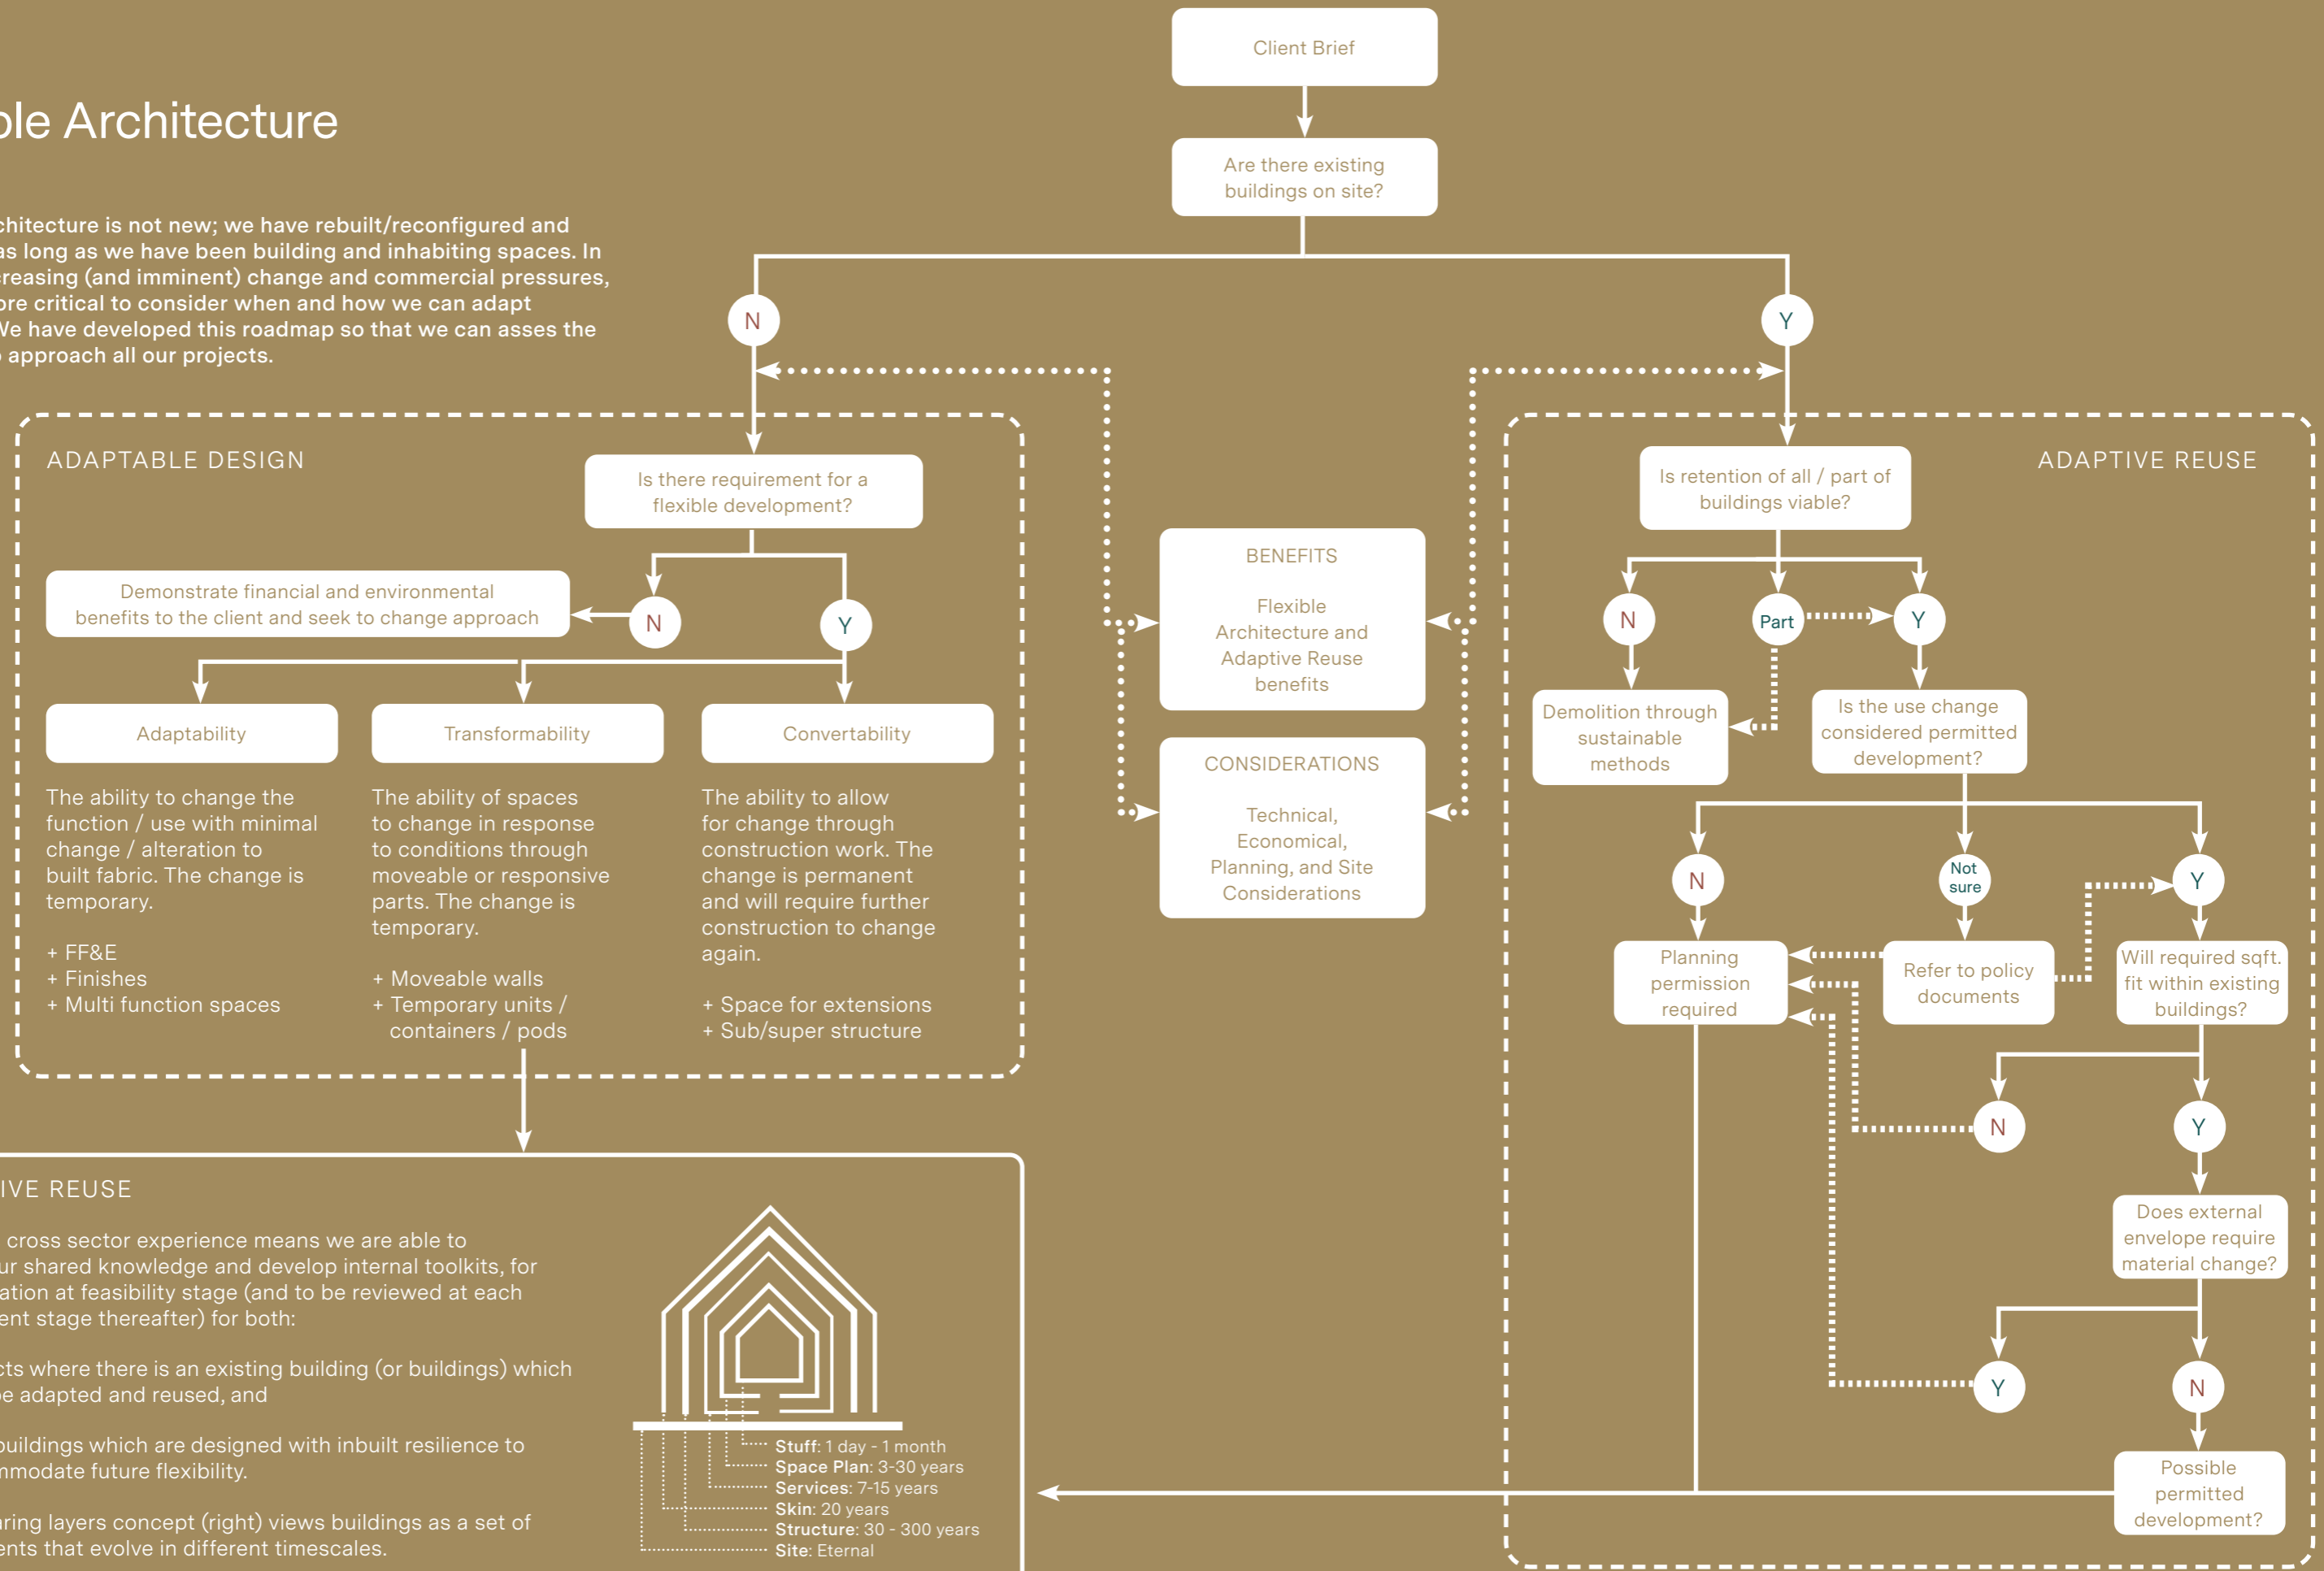 Client Brief
Are there existing
buildings on site?
ble Architecture
chitecture is not new; we have rebuilt/reconfigured and
as long as we have been building and inhabiting spaces. In
creasing (and imminent) change and commercial pressures,
ore critical to consider when and how we can adapt
We have developed this roadmap so that we can asses the
o approach all our projects.
N
Y
ADAPTABLE DESIGN
Is there requirement for a
flexible development?
Demonstrate financial and environmental
benefits to the client and seek to change approach
N
Y
Adaptability
Transformability
Convertability
The ability to change the
function / use with minimal
change / alteration to
built fabric. The change is
temporary.
+ FF&E
+ Finishes
+ Multi function spaces
The ability of spaces
to change in response
to conditions through
moveable or responsive
parts. The change is
temporary.
+ Moveable walls
+ Temporary units /
containers / pods
The ability to allow
for change through
construction work. The
change is permanent
and will require further
construction to change
again.
+ Space for extensions
+ Sub/super structure
BENEFITS
Flexible
Architecture and
Adaptive Reuse
benefits
CONSIDERATIONS
Technical,
Economical,
Planning, and Site
Considerations
ADAPTIVE REUSE
Is retention of all / part of
buildings viable?
N
Part
Y
Demolition through
sustainable
methods
Is the use change
considered permitted
development?
N
Not
sure
Y
Planning
permission
required
Refer to policy
documents
Will required sqft.
fit within existing
buildings?
N
Y
Does external
envelope require
material change?
Y
N
Possible
permitted
development?
IVE REUSE
cross sector experience means we are able to
ur shared knowledge and develop internal toolkits, for
ation at feasibility stage (and to be reviewed at each
ent stage thereafter) for both:
cts where there is an existing building (or buildings) which
be adapted and reused, and
buildings which are designed with inbuilt resilience to
mmodate future flexibility.
aring layers concept (right) views buildings as a set of
ents that evolve in different timescales.
Stuff: 1 day - 1 month
Space Plan: 3-30 years
Services: 7-15 years
Skin: 20 years
Structure: 30 - 300 years
Site: Eternal